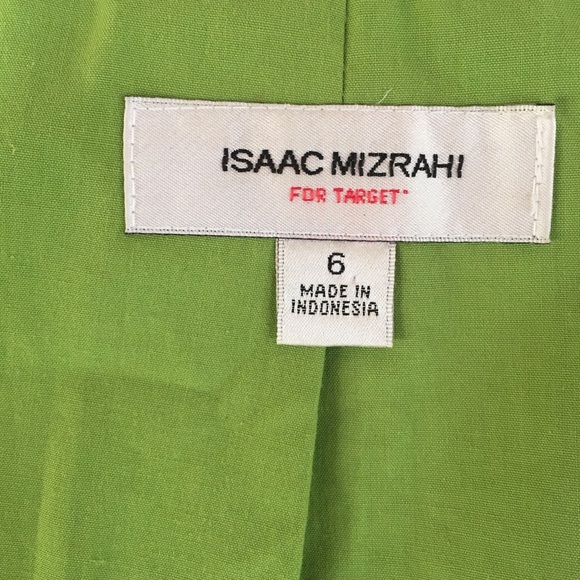 ISAAC MIZRAHI
FOR TARGET
6
MADE IN
INDONESIA